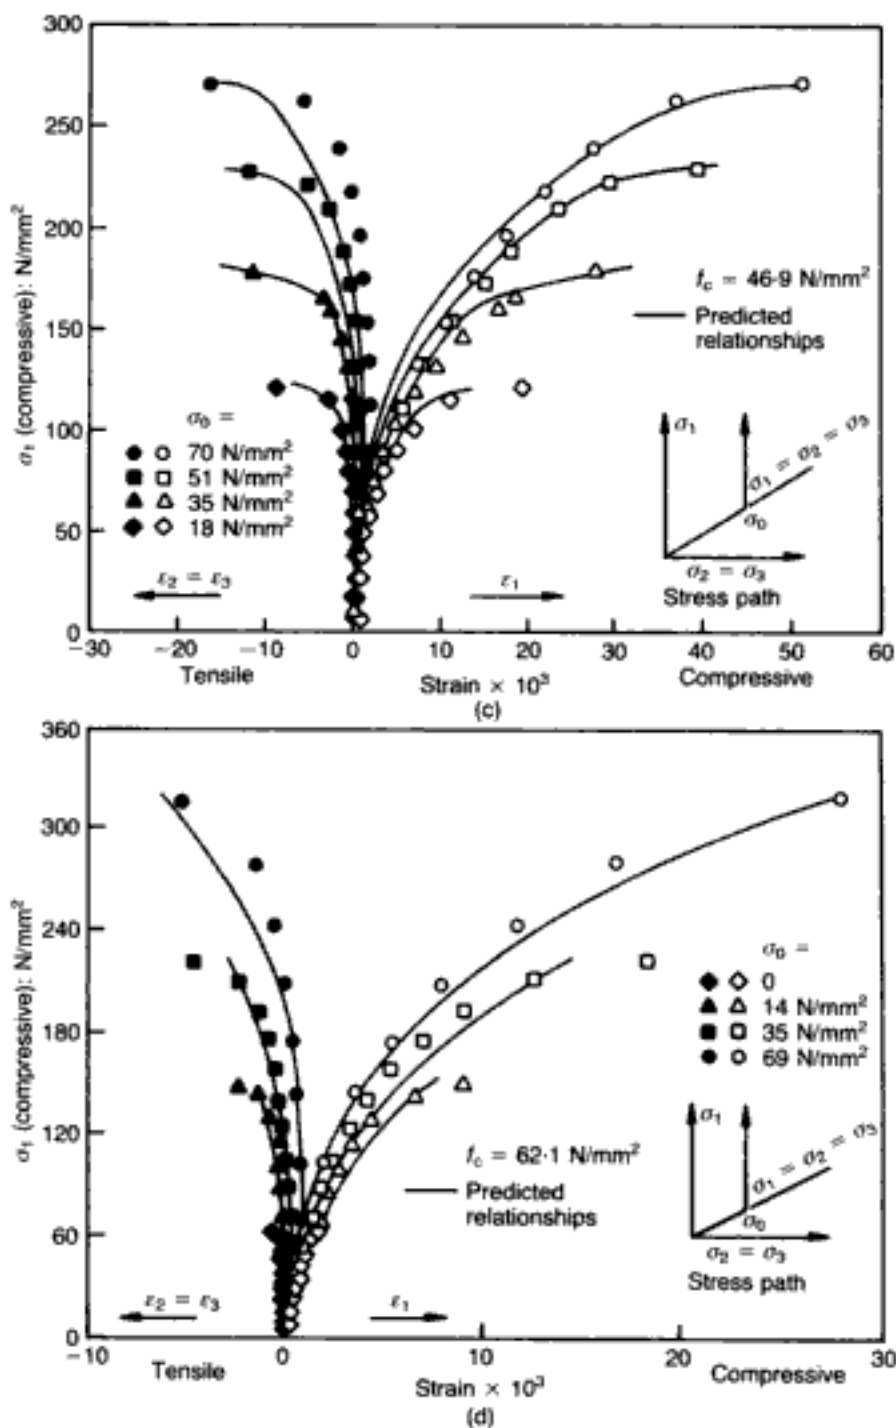 300
250
200
150
100
50
0
σ₁ (compressive): N/mm²
f_c = 46·9 N/mm²
Predicted
relationships
σ₀ =
70 N/mm²
51 N/mm²
35 N/mm²
18 N/mm²
σ₁
σ₁ = σ₂ = σ₃
σ₀
σ₂ = σ₃
Stress path
ε₂ = ε₃
ε₁
−30 −20 −10 0 10 20 30 40 50 60
Tensile Strain × 10³ Compressive
(c)
360
300
240
180
120
60
0
σ₁ (compressive): N/mm²
σ₀ =
0
14 N/mm²
35 N/mm²
69 N/mm²
f_c = 62·1 N/mm²
Predicted
relationships
σ₁
σ₁ = σ₂ = σ₃
σ₀
σ₂ = σ₃
Stress path
ε₂ = ε₃
ε₁
−10 0 10 20 30
Tensile Strain × 10³ Compressive
(d)